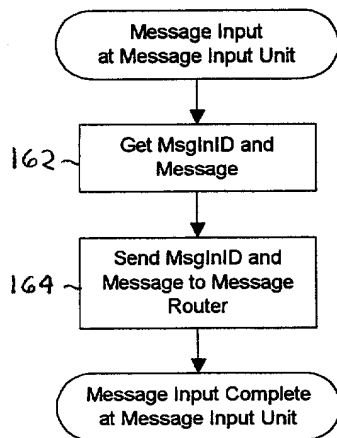 Message Input
at Message Input Unit
162
Get MsgInID and
Message
164
Send MsgInID and
Message to Message
Router
Message Input Complete
at Message Input Unit